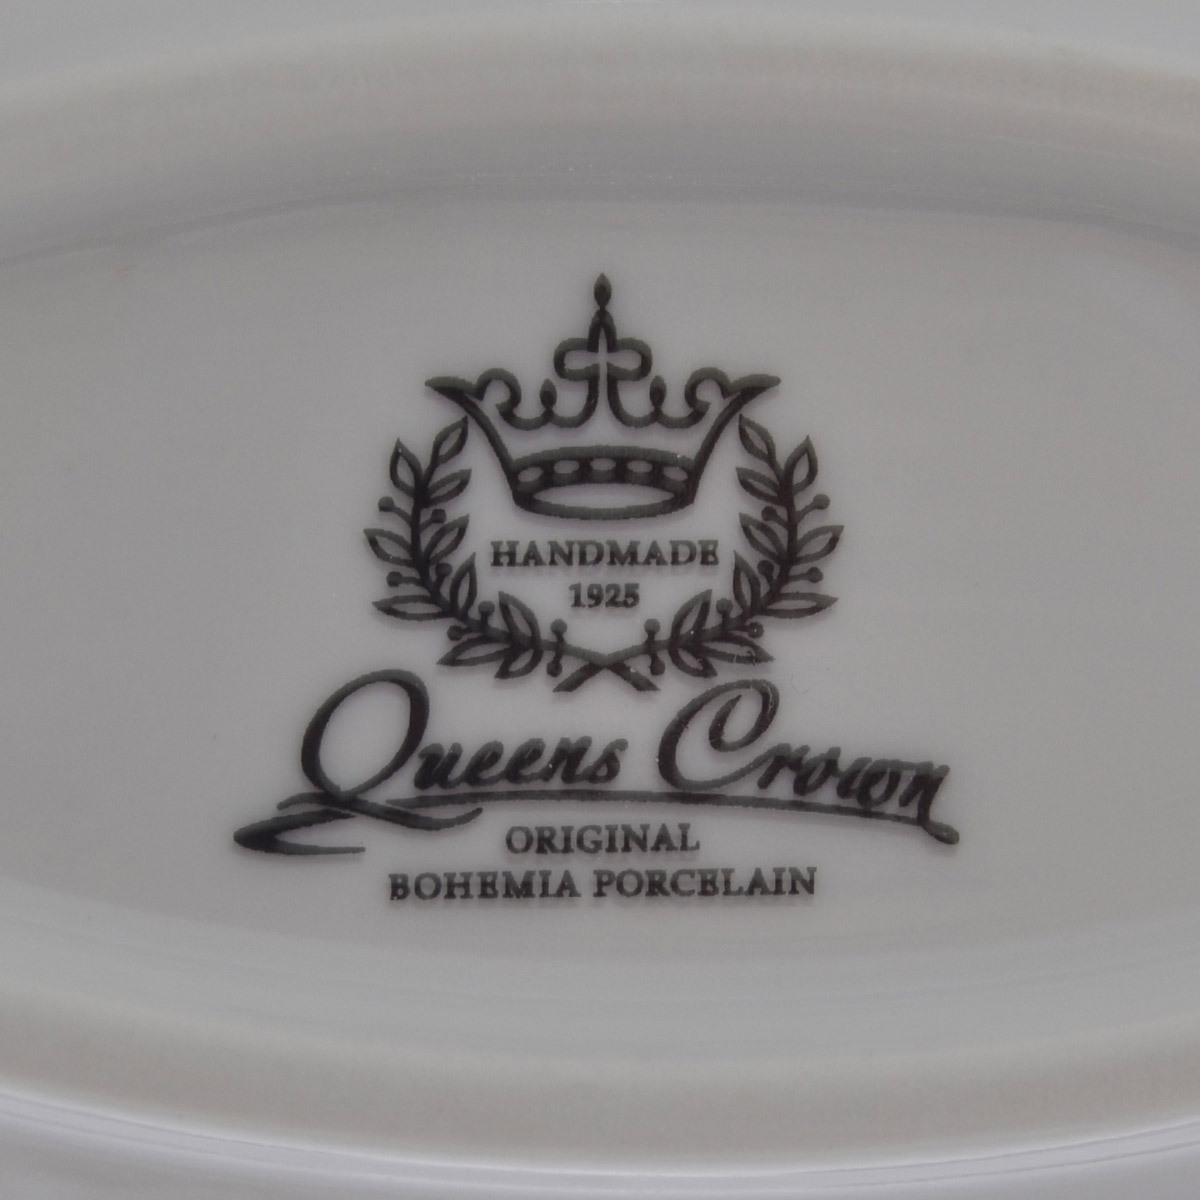 HANDMADE
1925
Queens Crown
ORIGINAL
BOHEMIA PORCELAIN